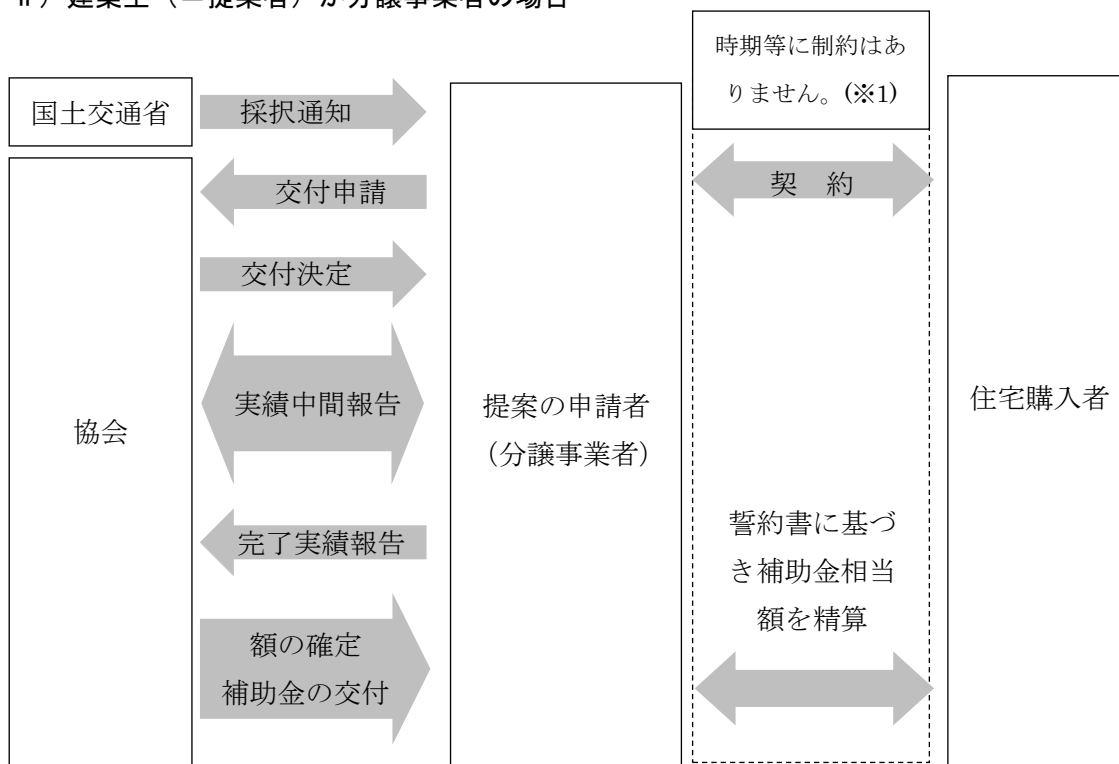 ⅱ）建築主（＝提案者）が分譲事業者の場合
時期等に制約はあ
りません。(※1)
国土交通省
採択通知
交付申請
契　約
交付決定
実績中間報告
協会
提案の申請者
（分譲事業者）
住宅購入者
完了実績報告
誓約書に基づ
き補助金相当
額を精算
額の確定
補助金の交付